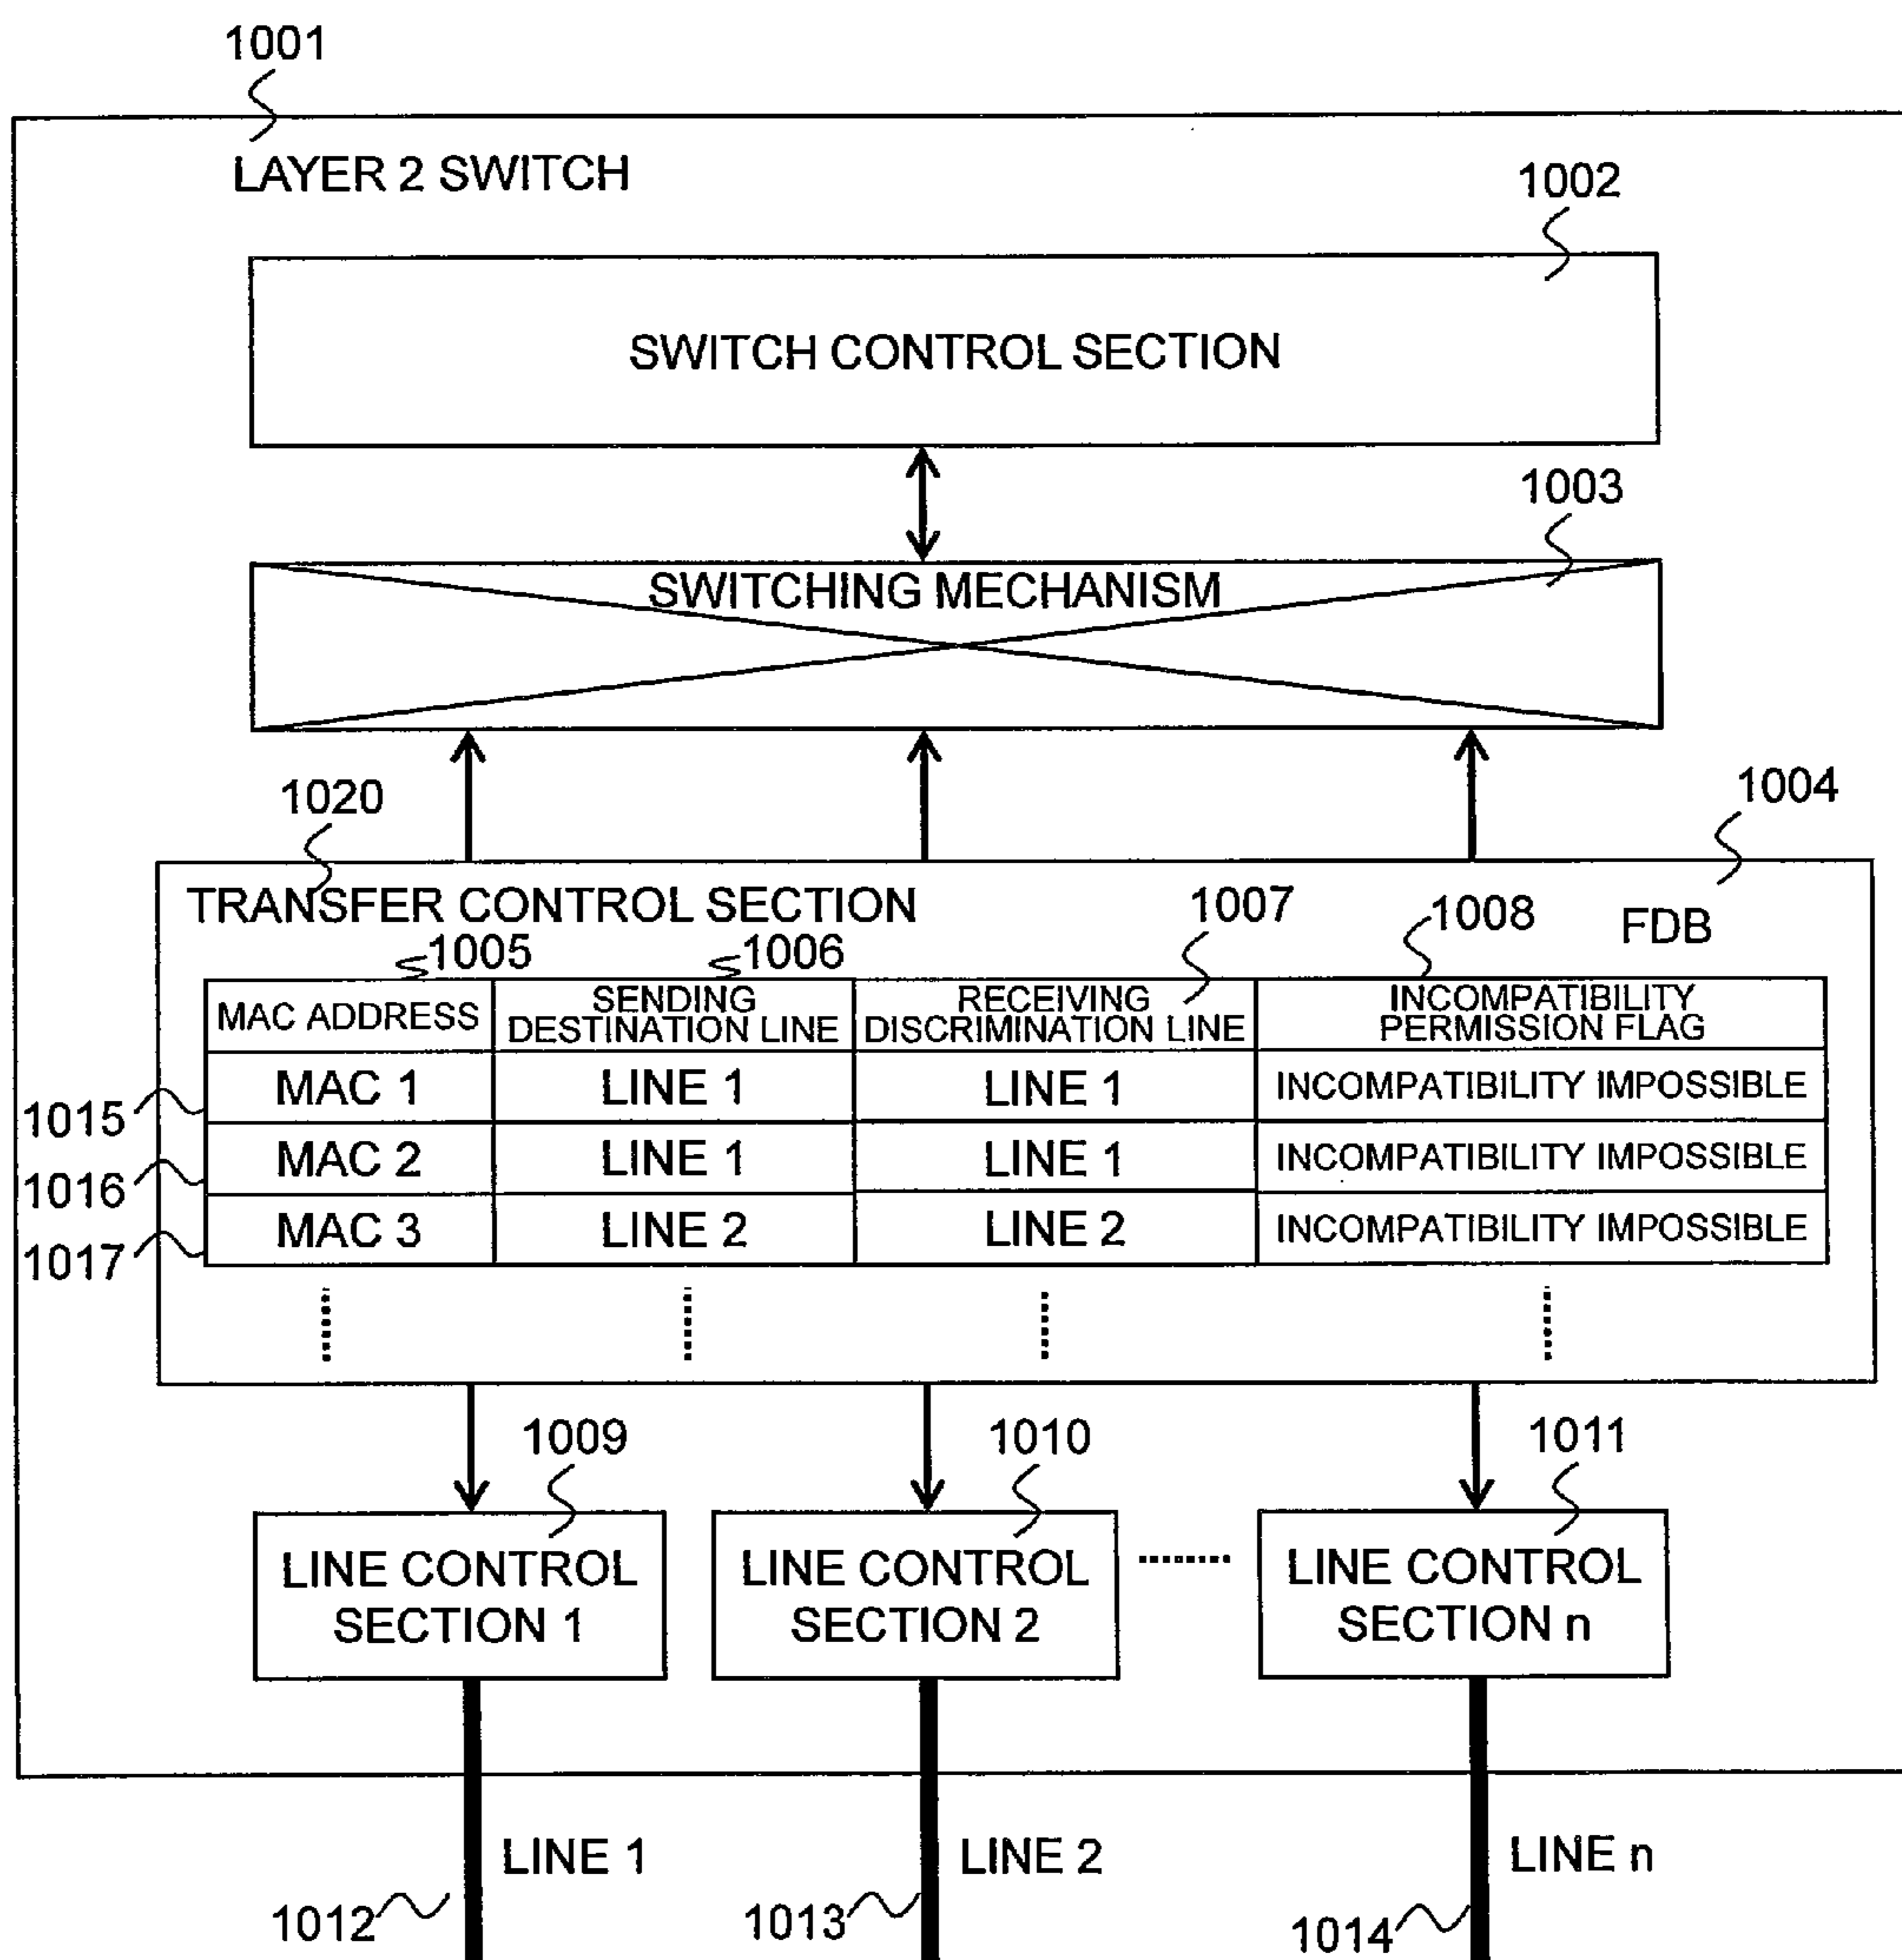 1001
LAYER 2 SWITCH
1002
SWITCH CONTROL SECTION
1003
SWITCHING MECHANISM
1020
1004
TRANSFER CONTROL SECTION
1007
1008
FDB
1005
1006
MAC ADDRESS
SENDING
DESTINATION LINE
RECEIVING
DISCRIMINATION LINE
INCOMPATIBILITY
PERMISSION FLAG
1015
MAC 1
LINE 1
LINE 1
INCOMPATIBILITY IMPOSSIBLE
1016
MAC 2
LINE 1
LINE 1
INCOMPATIBILITY IMPOSSIBLE
1017
MAC 3
LINE 2
LINE 2
INCOMPATIBILITY IMPOSSIBLE
1009
1010
1011
LINE CONTROL
SECTION 1
LINE CONTROL
SECTION 2
LINE CONTROL
SECTION n
LINE 1
LINE 2
LINE n
1012
1013
1014